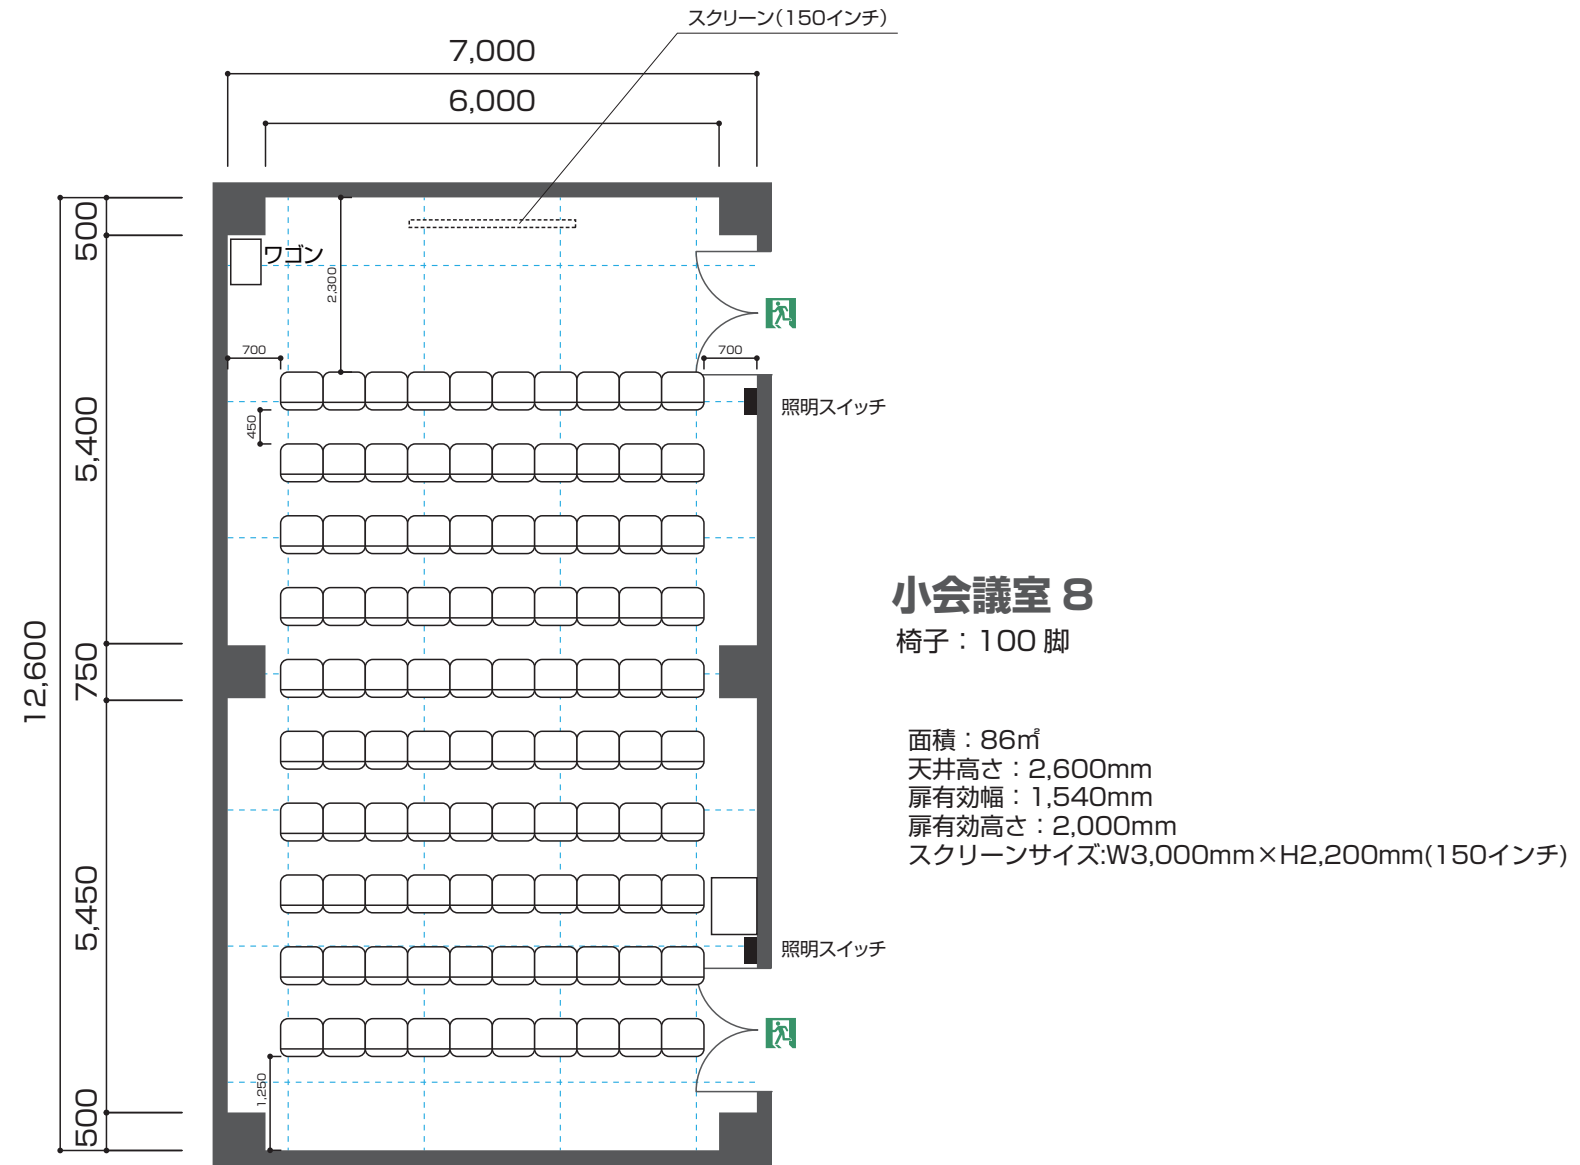 スクリーン(150インチ)
7,000
6,000
500
ワゴン
2,300
700
700
照明スイッチ
450
5,400
小会議室 8
椅子：100 脚
12,600
750
面積：86㎡
天井高さ：2,600mm
扉有効幅：1,540mm
扉有効高さ：2,000mm
スクリーンサイズ:W3,000mm×H2,200mm(150インチ)
5,450
照明スイッチ
1,250
500